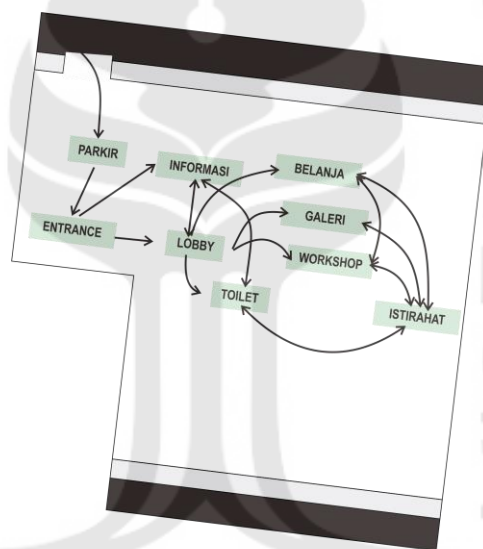 PARKIR
INFORMASI
BELANJA
ENTRANCE
LOBBY
GALERI
WORKSHOP
TOILET
ISTIRAHAT